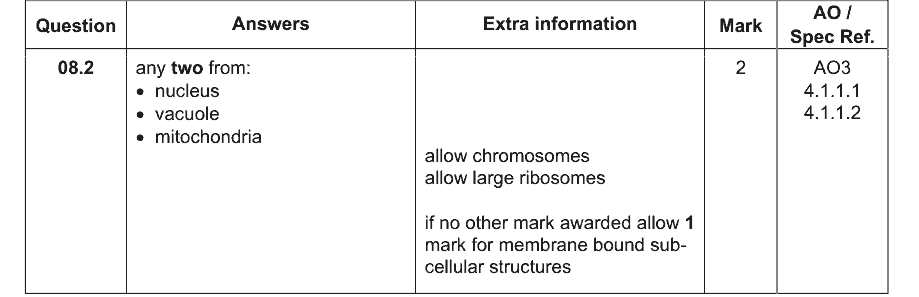 Question Answers Extra information Mark AO /
Spec Ref.
08.2 any two from: 2 AO3
• nucleus 4.1.1.1
• vacuole 4.1.1.2
• mitochondria
allow chromosomes
allow large ribosomes
if no other mark awarded allow 1
mark for membrane bound sub-
cellular structures